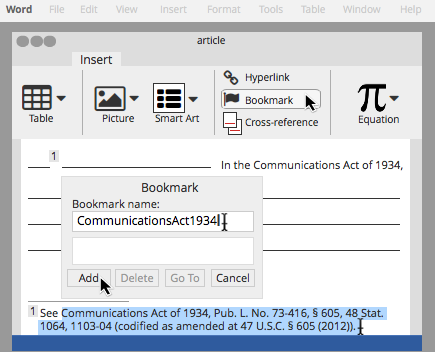 Word File Edit View Insert Format Tools Table Window Help
article
Insert
Table
Picture
Smart Art
Hyperlink
Bookmark
Cross-reference
π
Equation
1 In the Communications Act of 1934,
Bookmark
Bookmark name:
CommunicationsAct1934
Add Delete Go To Cancel
1 See Communications Act of 1934, Pub. L. No. 73-416, § 605, 48 Stat.
1064, 1103-04 (codified as amended at 47 U.S.C. § 605 (2012)).